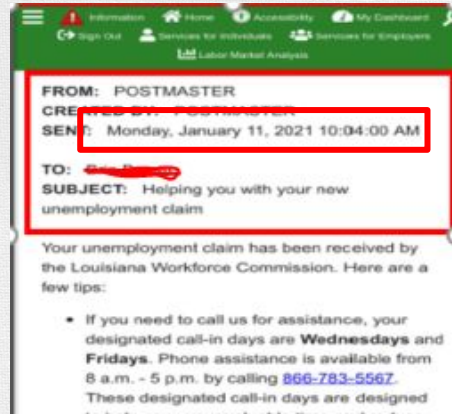 Information Home Accessibility My Dashboard
Sign Out Services for Individuals Services for Employers
Labor Market Analysis
FROM: POSTMASTER
CREATED BY: POSTMASTER
SENT: Monday, January 11, 2021 10:04:00 AM
TO:
SUBJECT: Helping you with your new
unemployment claim
Your unemployment claim has been received by
the Louisiana Workforce Commission. Here are a
few tips:
• If you need to call us for assistance, your
designated call-in days are Wednesdays and
Fridays. Phone assistance is available from
8 a.m. - 5 p.m. by calling 866-783-5567.
These designated call-in days are designed